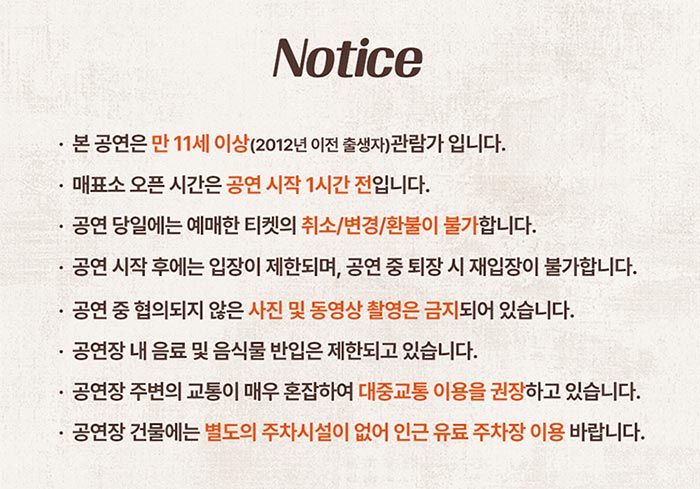 Notice
· 본 공연은 만 11세 이상(2012년 이전 출생자)관람가 입니다.
· 매표소 오픈 시간은 공연 시작 1시간 전입니다.
· 공연 당일에는 예매한 티켓의 취소/변경/환불이 불가합니다.
· 공연 시작 후에는 입장이 제한되며, 공연 중 퇴장 시 재입장이 불가합니다.
· 공연 중 협의되지 않은 사진 및 동영상 촬영은 금지되어 있습니다.
· 공연장 내 음료 및 음식물 반입은 제한되고 있습니다.
· 공연장 주변의 교통이 매우 혼잡하여 대중교통 이용을 권장하고 있습니다.
· 공연장 건물에는 별도의 주차시설이 없어 인근 유료 주차장 이용 바랍니다.